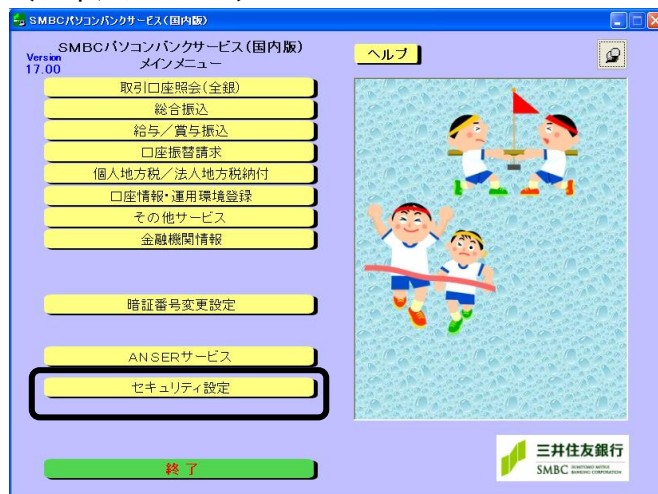 SMBCパソコンバンクサービス(国内版)
SMBCパソコンバンクサービス(国内版)
Version
17.00
メインメニュー
ヘルプ
取引口座照会(全銀)
総合振込
給与/賞与振込
口座振替請求
個人地方税/法人地方税納付
口座情報・運用環境登録
その他サービス
金融機関情報
暗証番号変更設定
ANSERサービス
セキュリティ設定
終了
三井住友銀行
SMBC
SUMITOMO MITSUI
BANKING CORPORATION